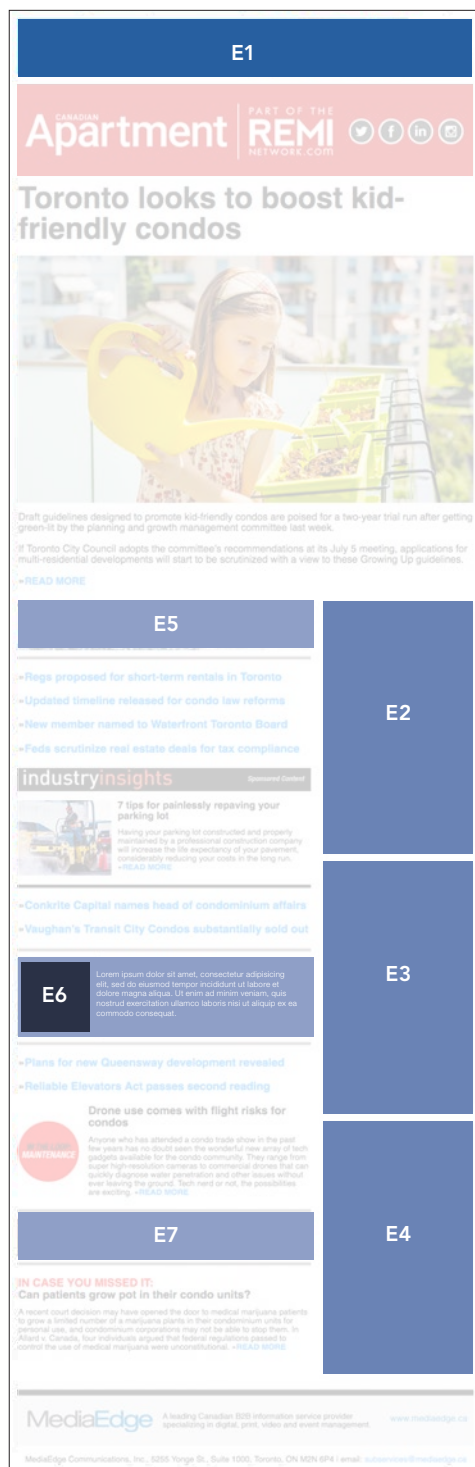 E1
CANADIAN
Apartment
PART OF THE
REMI
NETWORK.COM
Toronto looks to boost kid-
friendly condos
Draft guidelines designed to promote kid-friendly condos are poised for a two-year trial run after getting
green-lit by the planning and growth management committee last week.
If Toronto City Council adopts the committee's recommendations at its July 5 meeting, applications for
multi-residential developments will start to be scrutinized with a view to these Growing Up guidelines.
»READ MORE
E5
»Regs proposed for short-term rentals in Toronto
»Updated timeline released for condo law reforms
»New member named to Waterfront Toronto Board
»Feds scrutinize real estate deals for tax compliance
industryinsights
Sponsored Content
7 tips for painlessly repaving your
parking lot
Having your parking lot constructed and properly
maintained by a professional construction company
will increase the life expectancy of your pavement,
considerably reducing your costs in the long run.
»READ MORE
»Conkrite Capital names head of condominium affairs
»Vaughan's Transit City Condos substantially sold out
E6
Lorem ipsum dolor sit amet, consectetur adipisicing
elit, sed do eiusmod tempor incididunt ut labore et
dolore magna aliqua. Ut enim ad minim veniam, quis
nostrud exercitation ullamco laboris nisi ut aliquip ex ea
commodo consequat.
»Plans for new Queensway development revealed
»Reliable Elevators Act passes second reading
MAINTENANCE
Drone use comes with flight risks for
condos
Anyone who has attended a condo trade show in the past
few years has no doubt seen the wonderful new array of tech
gadgets available for the condo community. They range from
super high-resolution cameras to commercial drones that can
quickly diagnose water penetration and other issues without
ever leaving the ground. Tech nerd or not, the possibilities
are exciting. »READ MORE
E7
IN CASE YOU MISSED IT:
Can patients grow pot in their condo units?
A recent court decision may have opened the door to medical marijuana patients
to grow a limited number of a marijuana plants in their condominium units for
personal use, and condominium corporations may not be able to stop them. In
Allard v. Canada, four individuals argued that federal regulations passed to
control the use of medical marijuana were unconstitutional. »READ MORE
E2
E3
E4
MediaEdge
A leading Canadian B2B information service provider
specializing in digital, print, video and event management
www.mediaedge.ca
MediaEdge Communications, Inc., 5255 Yonge St., Suite 1000, Toronto, ON M2N 6P4 | email: